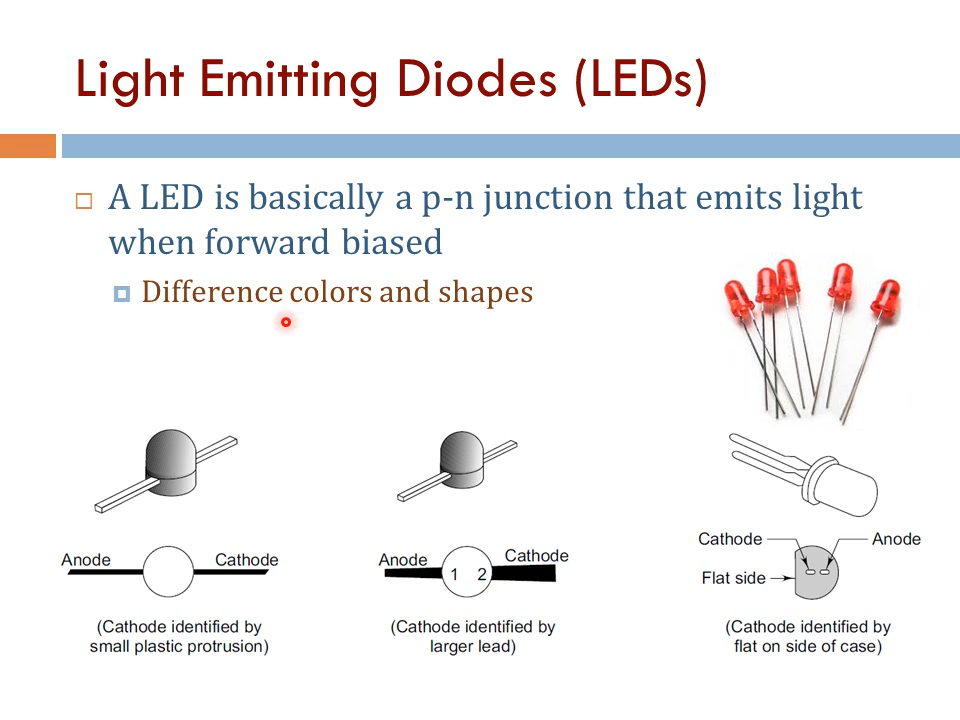 Light Emitting Diodes (LEDs)
A LED is basically a p-n junction that emits light
when forward biased
Difference colors and shapes
Anode
Cathode
(Cathode identified by
small plastic protrusion)
Anode
Cathode
1 2
(Cathode identified by
larger lead)
Cathode
Anode
Flat side
(Cathode identified by
flat on side of case)